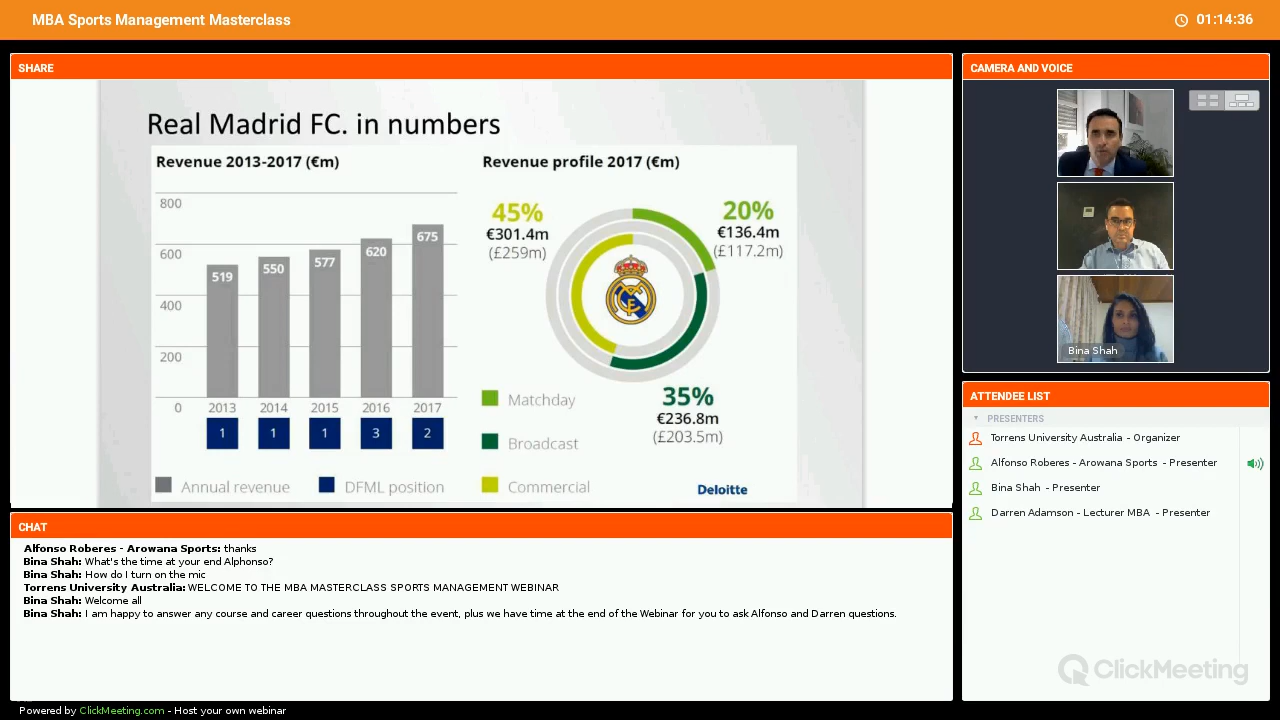 MBA Sports Management Masterclass
01:14:36
SHARE
Real Madrid FC. in numbers
Revenue 2013-2017 (€m)
800
600
400
200
0
519
550
577
620
675
2013 2014 2015 2016 2017
1 1 1 3 2
Annual revenue DFML position
Revenue profile 2017 (€m)
45%
€301.4m
(£259m)
20%
€136.4m
(£117.2m)
35%
€236.8m
(£203.5m)
Matchday
Broadcast
Commercial
Deloitte
CAMERA AND VOICE
Bina Shah
ATTENDEE LIST
PRESENTERS
Torrens University Australia - Organizer
Alfonso Roberes - Arowana Sports - Presenter
Bina Shah - Presenter
Darren Adamson - Lecturer MBA - Presenter
ClickMeeting
CHAT
Alfonso Roberes - Arowana Sports: thanks
Bina Shah: What's the time at your end Alphonso?
Bina Shah: How do I turn on the mic
Torrens University Australia: WELCOME TO THE MBA MASTERCLASS SPORTS MANAGEMENT WEBINAR
Bina Shah: Welcome all
Bina Shah: I am happy to answer any course and career questions throughout the event, plus we have time at the end of the Webinar for you to ask Alfonso and Darren questions.
Powered by ClickMeeting.com - Host your own webinar